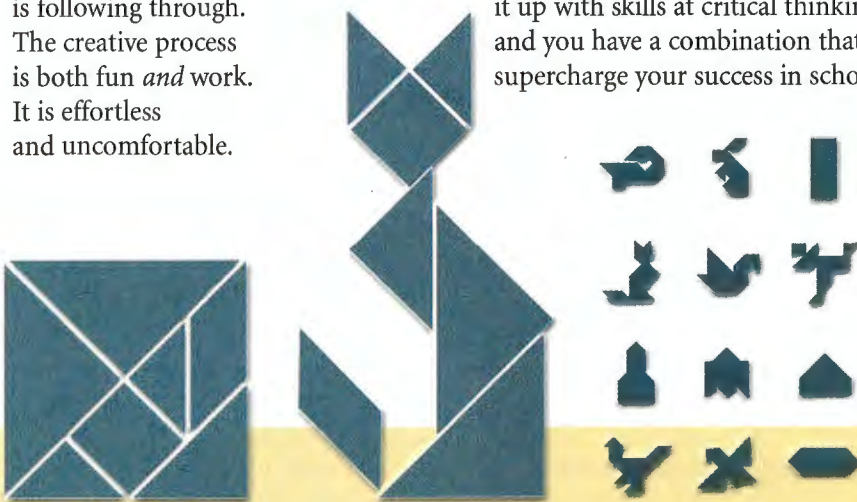 is following through.
The creative process
is both fun and work.
It is effortless
and uncomfortable.
it up with skills at critical thinkin
and you have a combination that
supercharge your success in scho